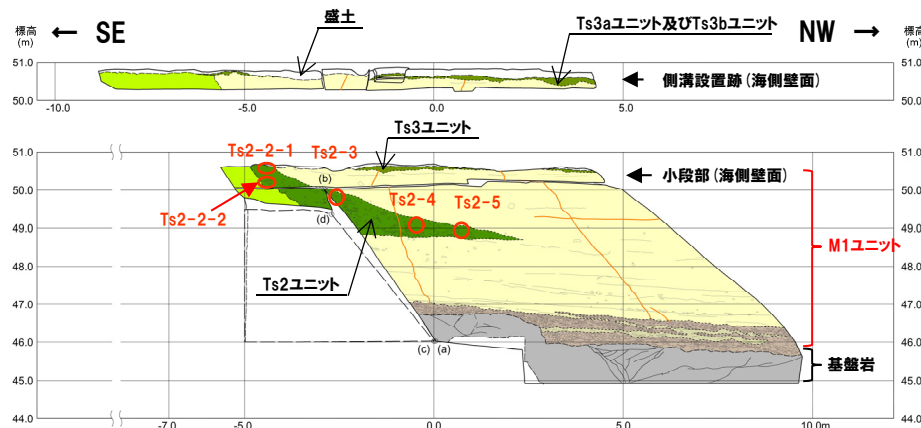 標高
(m)
← SE
盛土
Ts3aユニット及びTs3bユニット
NW →
標高
(m)
51.0
50.0
51.0
50.0
側溝設置跡(海側壁面)
-10.0
-5.0
0.0
5.0
Ts3ユニット
51.0
50.0
49.0
48.0
47.0
46.0
45.0
44.0
Ts2-2-1
Ts2-3
(b)
小段部(海側壁面)
Ts2-2-2
Ts2-4
Ts2-5
(d)
M1ユニット
Ts2ユニット
(c)
(a)
基盤岩
51.0
50.0
49.0
48.0
47.0
46.0
45.0
44.0
-7.0
-5.0
0.0
5.0
10.0m